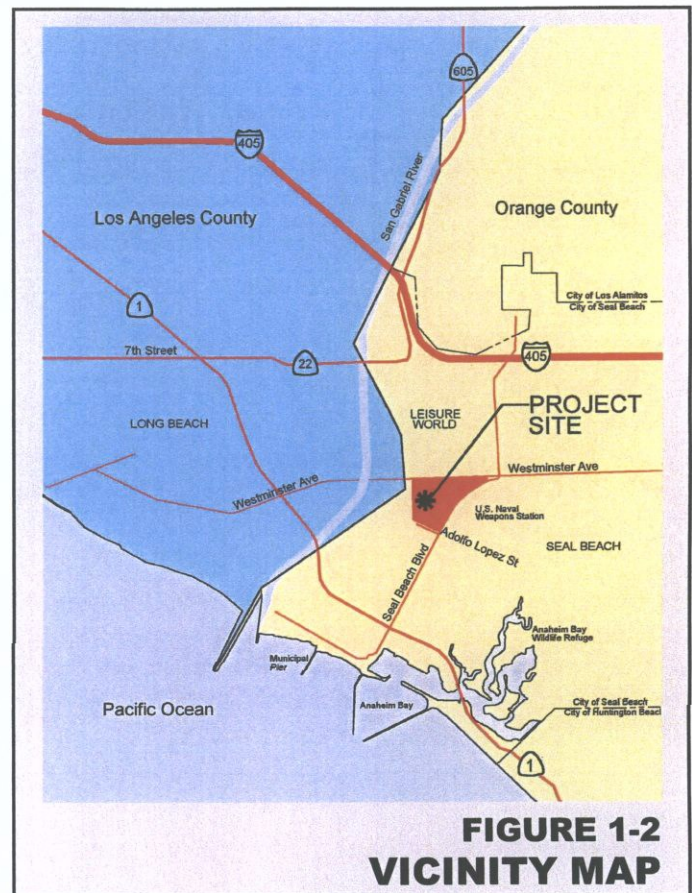 605
405
San Gabriel River
Los Angeles County
Orange County
City of Los Alamitos
City of Seal Beach
1
7th Street
22
405
LONG BEACH
LEISURE
WORLD
PROJECT
SITE
Westminster Ave
Westminster Ave
U.S. Naval
Weapons Station
Adolfo Lopez St
SEAL BEACH
Seal Beach Blvd
Anaheim Bay
Wildlife Refuge
Municipal
Pier
Pacific Ocean
Anaheim Bay
City of Seal Beach
City of Huntington Beacl
1
FIGURE 1-2
VICINITY MAP